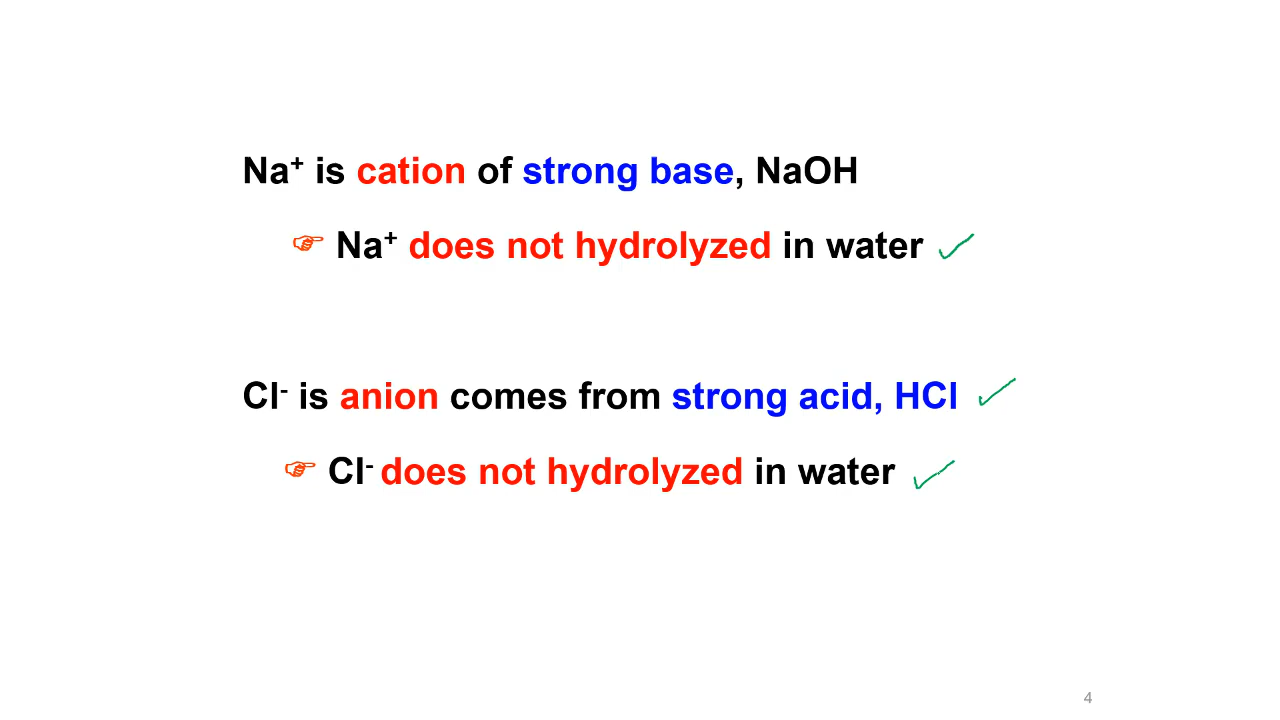 Na⁺ is cation of strong base, NaOH
☞ Na⁺ does not hydrolyzed in water ✓
Cl⁻ is anion comes from strong acid, HCl ✓
☞ Cl⁻ does not hydrolyzed in water ✓
4